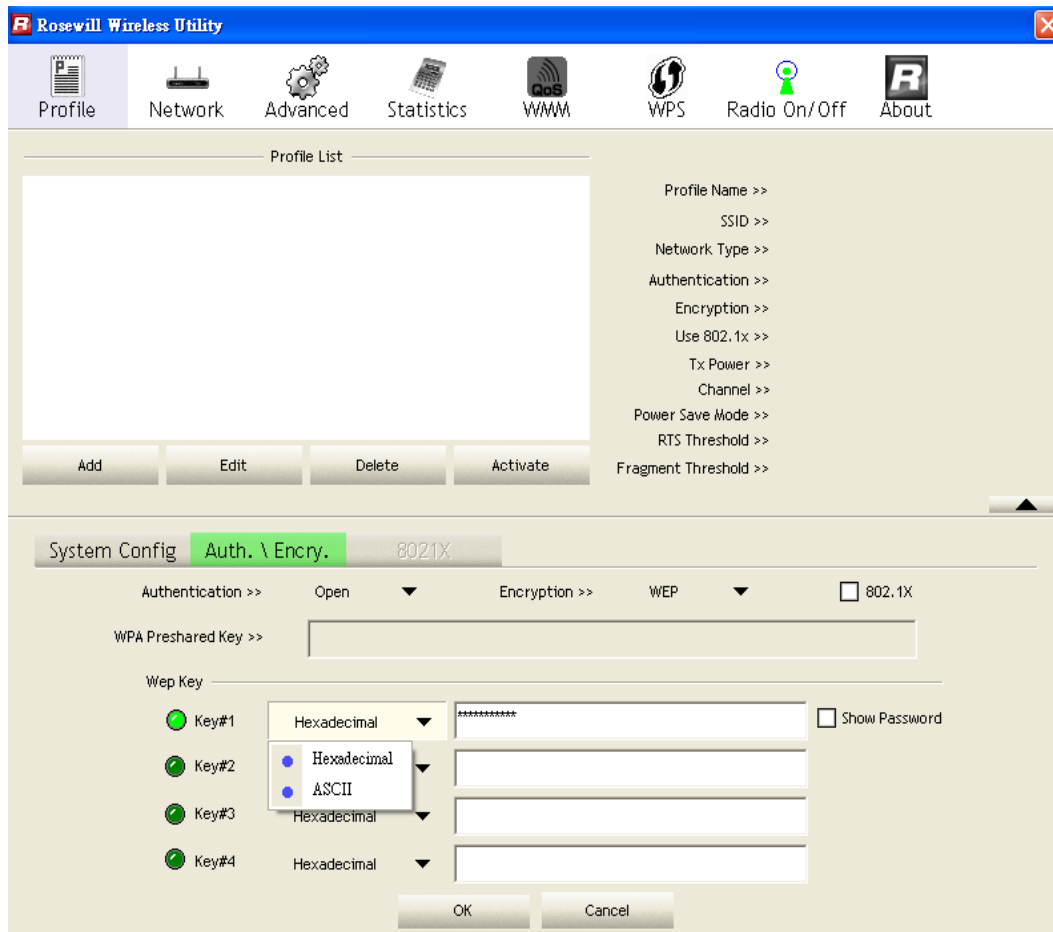 R Rosewill Wireless Utility
Profile Network Advanced Statistics QoS WMM WPS Radio On/Off R About
Profile List
Profile Name >>
SSID >>
Network Type >>
Authentication >>
Encryption >>
Use 802.1x >>
Tx Power >>
Channel >>
Power Save Mode >>
RTS Threshold >>
Fragment Threshold >>
Add Edit Delete Activate
System Config Auth. \ Encry. 8021X
Authentication >> Open Encryption >> WEP 802.1X
WPA Preshared Key >>
Wep Key
Key#1 Hexadecimal *********** Show Password
Hexadecimal
ASCII
Key#2
Key#3 Hexadecimal
Key#4 Hexadecimal
OK Cancel